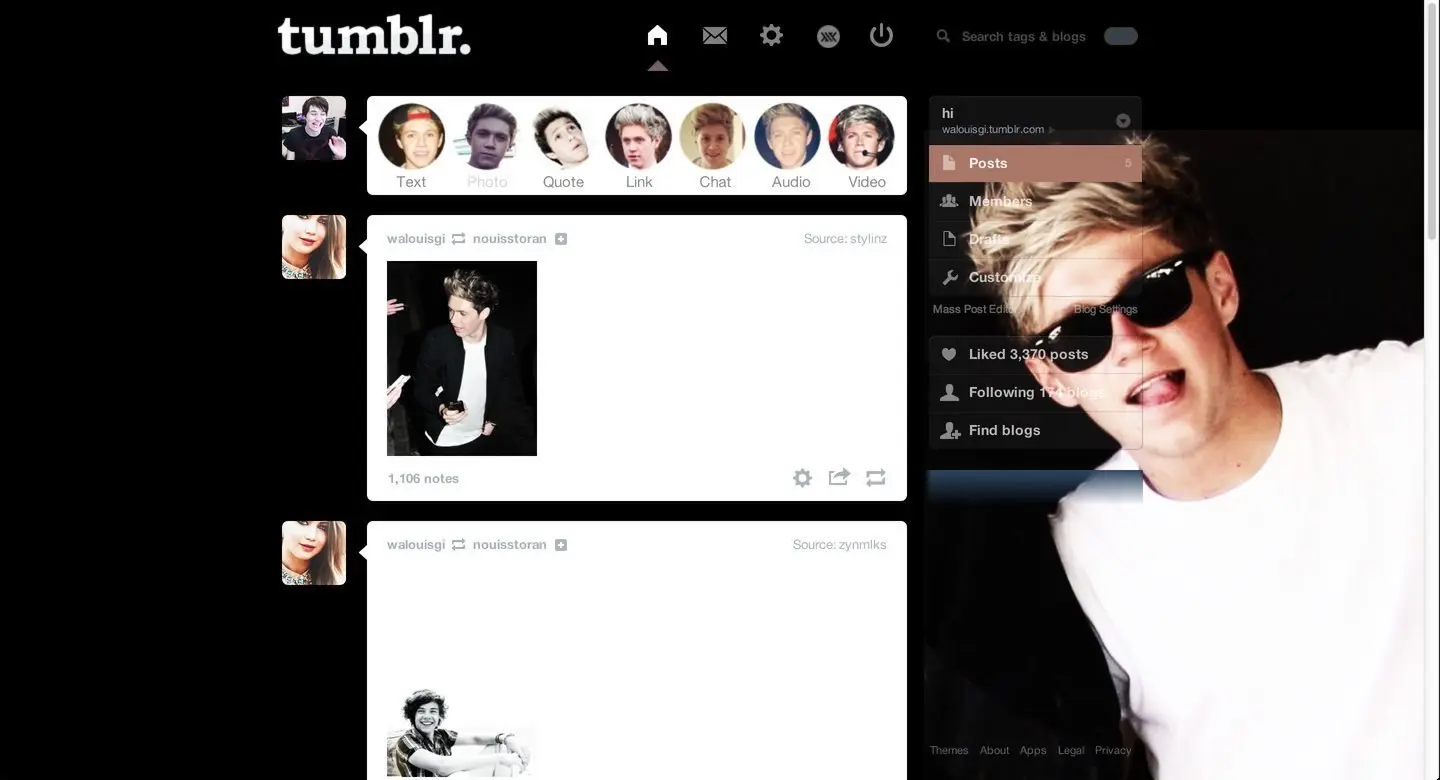 tumblr.
Search tags & blogs
Text Photo Quote Link Chat Audio Video
walouisgi nouisstoran
Source: stylinz
1,106 notes
walouisgi nouisstoran
Source: zynmlks
hi
walouisgi.tumblr.com
Posts 5
Members
Drafts
Customize
Mass Post Editor Blog Settings
Liked 3,370 posts
Following 174 blogs
Find blogs
Themes About Apps Legal Privacy